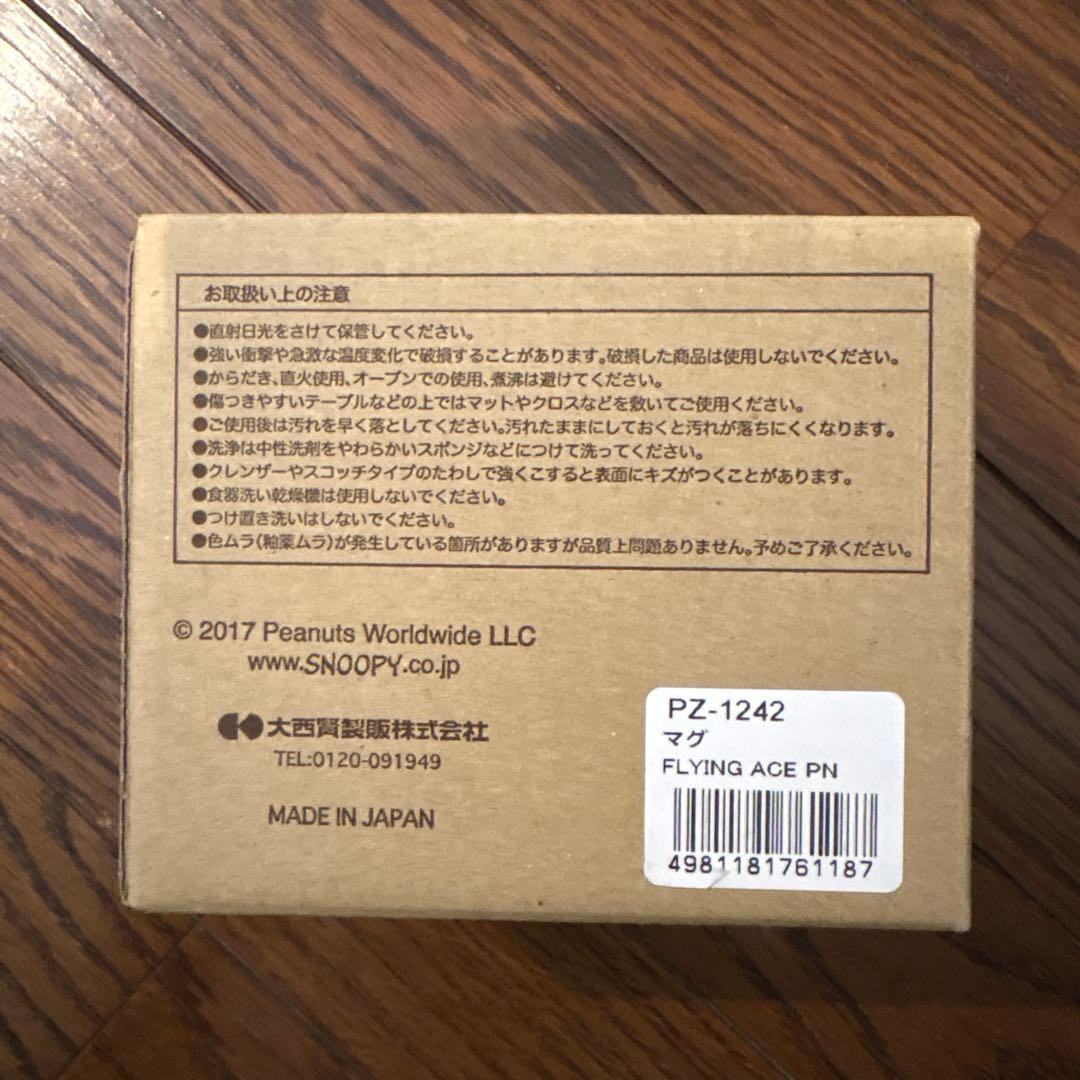 お取扱い上の注意
●直射日光をさけて保管してください。
●強い衝撃や急激な温度変化で破損することがあります。破損した商品は使用しないでください。
●からだき、直火使用、オーブンでの使用、煮沸は避けてください。
●傷つきやすいテーブルなどの上ではマットやクロスなどを敷いてご使用ください。
●ご使用後は汚れを早く落としてください。汚れたままにしておくと汚れが落ちにくくなります。
●洗浄は中性洗剤をやわらかいスポンジなどにつけて洗ってください。
●クレンザーやスコッチタイプのたわしで強くこすると表面にキズがつくことがあります。
●食器洗い乾燥機は使用しないでください。
●つけ置き洗いはしないでください。
●色ムラ(釉薬ムラ)が発生している箇所がありますが品質上問題ありません。予めご了承ください。
© 2017 Peanuts Worldwide LLC
www.SNOOPY.co.jp
大西賢製販株式会社
TEL:0120-091949
MADE IN JAPAN
PZ-1242
マグ
FLYING ACE PN
4981181761187